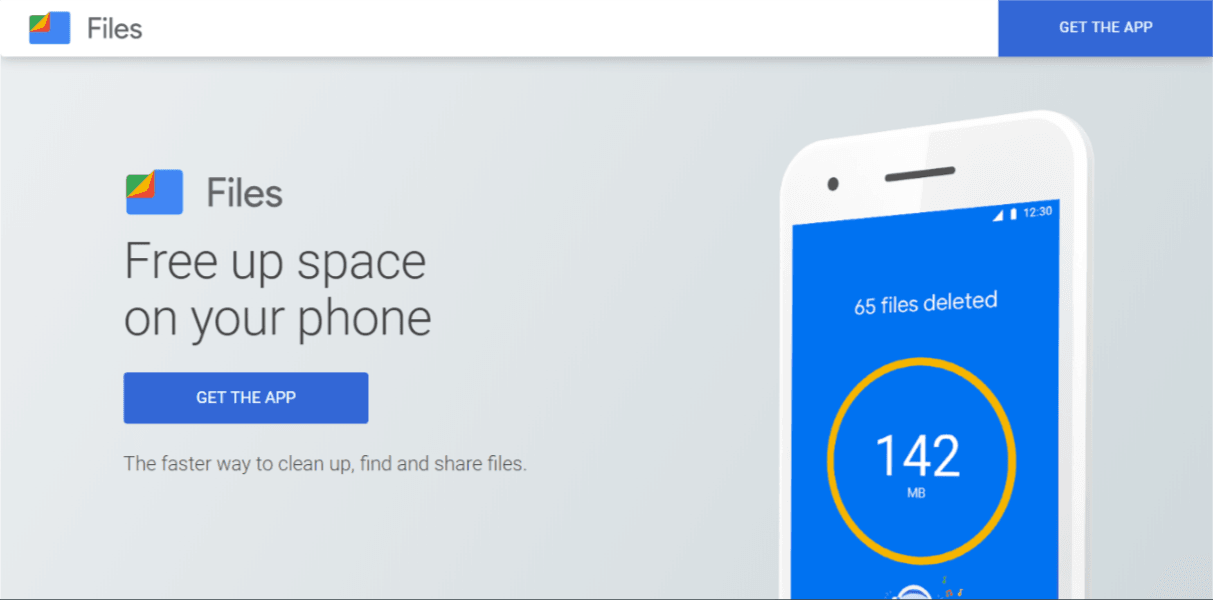 Files
GET THE APP
Files
Free up space
on your phone
GET THE APP
The faster way to clean up, find and share files.
12:30
65 files deleted
142
MB